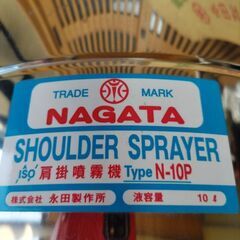 TRADE MARK
NAGATA
SHOULDER SPRAYER
肩掛噴霧機 Type N-10P
株式会社 永田製作所 液容量 10ℓ